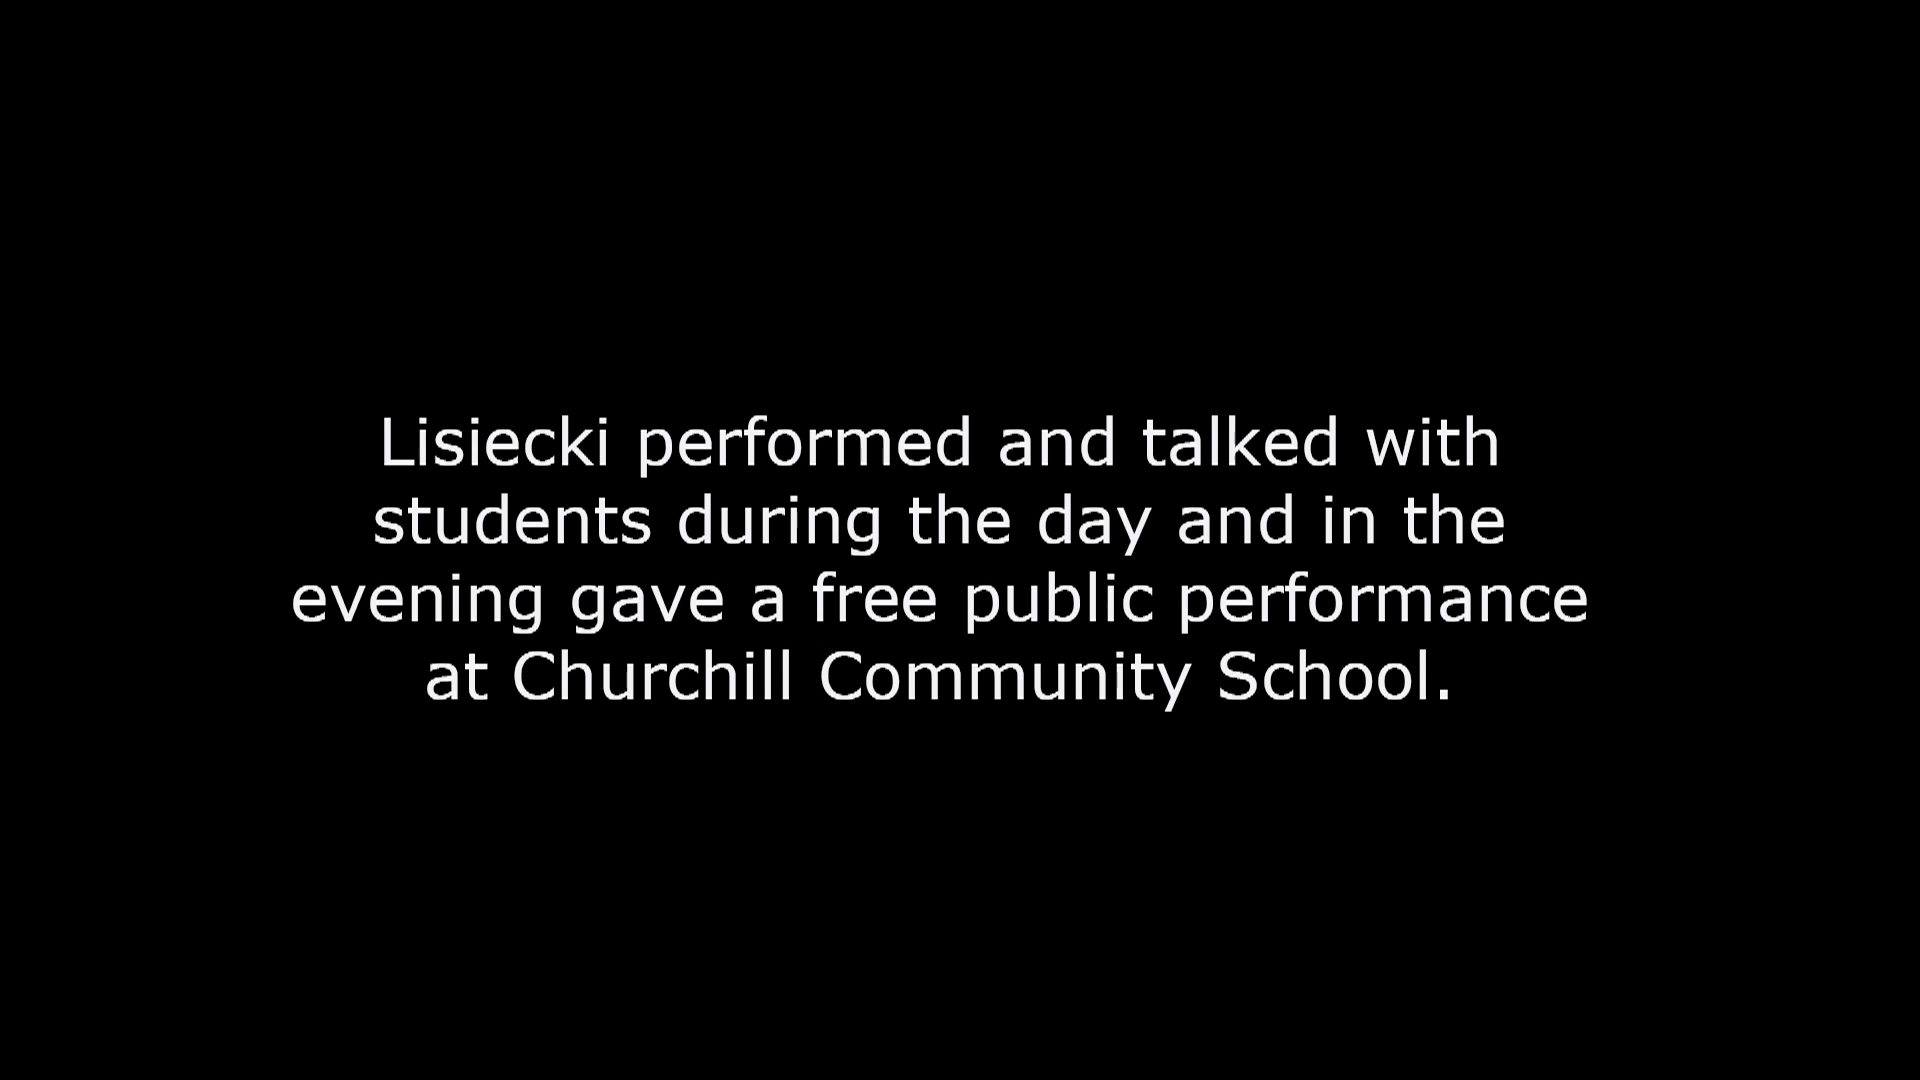 Lisiecki performed and talked with
students during the day and in the
evening gave a free public performance
at Churchill Community School.